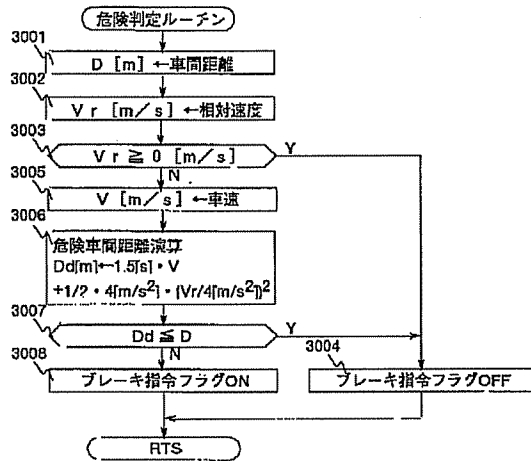 危険判定ルーチン
3001
D [m] ←車間距離
3002
Vr [m/s] ←相対速度
3003
Vr ≧ 0 [m/s]
Y
N
3005
V [m/s] ←車速
3006
危険車間距離演算
Dd[m]←1.5[s]・V
+1/2・4[m/s²]・{Vr/4[m/s²]}²
3007
Dd ≦ D
Y
N
3008
ブレーキ指令フラグON
3004
ブレーキ指令フラグOFF
RTS